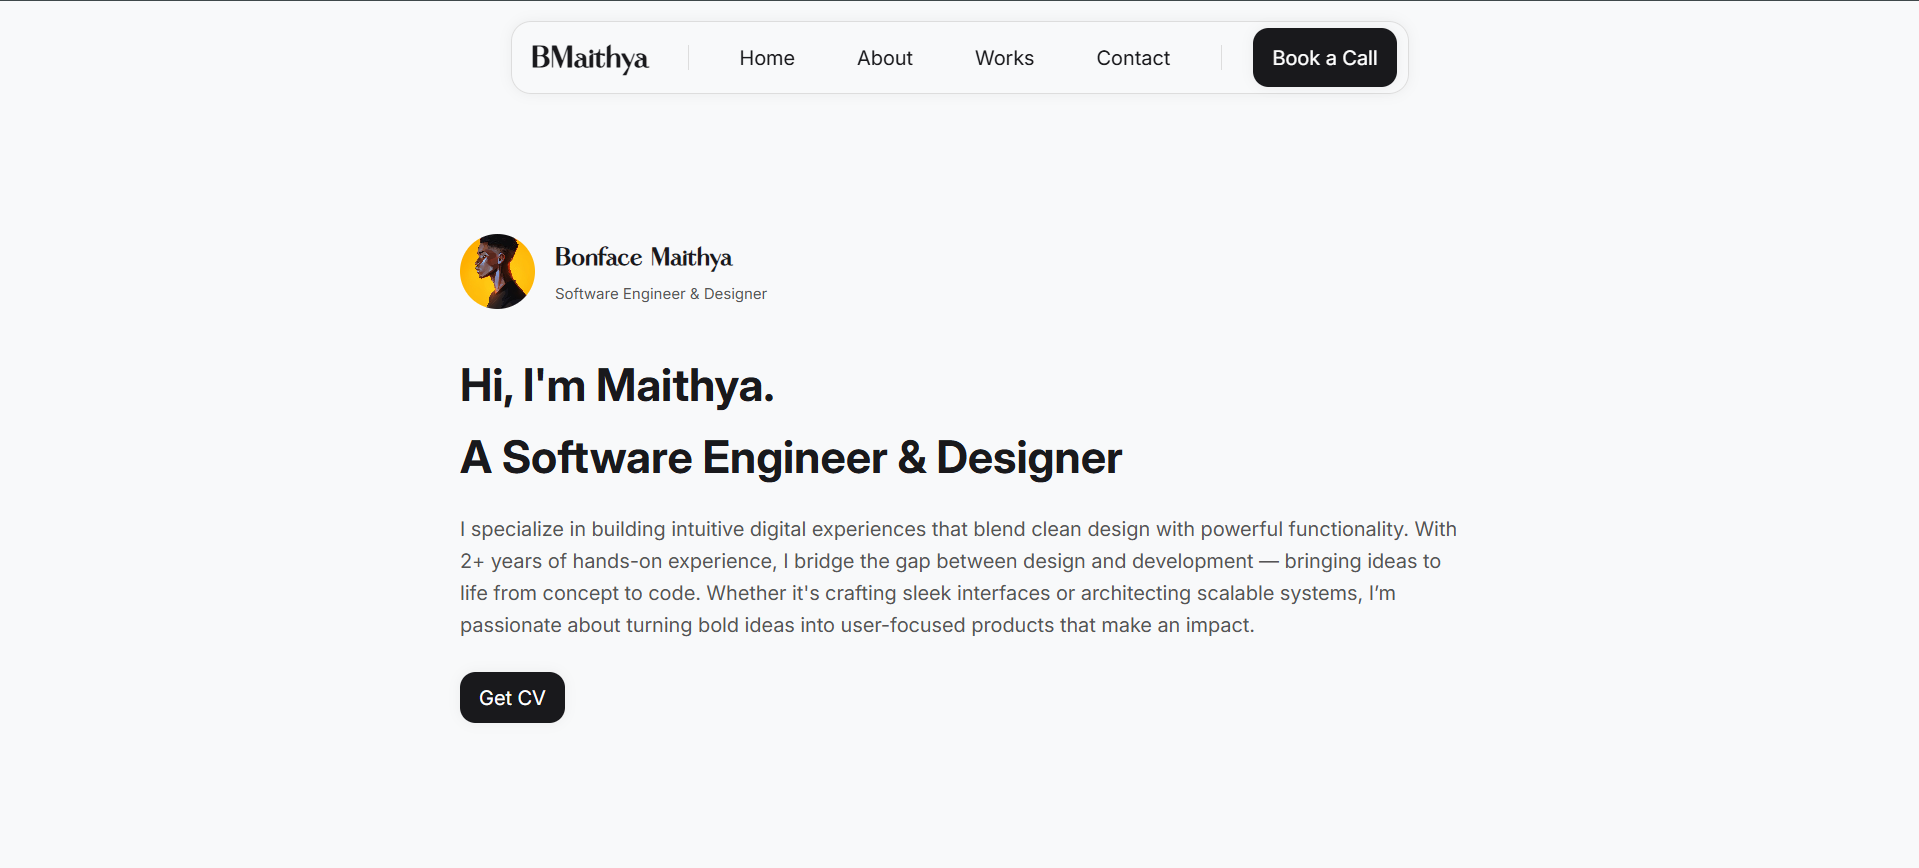 BMaithya Home About Works Contact Book a Call
Bonface Maithya
Software Engineer & Designer
Hi, I'm Maithya.
A Software Engineer & Designer
I specialize in building intuitive digital experiences that blend clean design with powerful functionality. With
2+ years of hands-on experience, I bridge the gap between design and development — bringing ideas to
life from concept to code. Whether it's crafting sleek interfaces or architecting scalable systems, I’m
passionate about turning bold ideas into user-focused products that make an impact.
Get CV